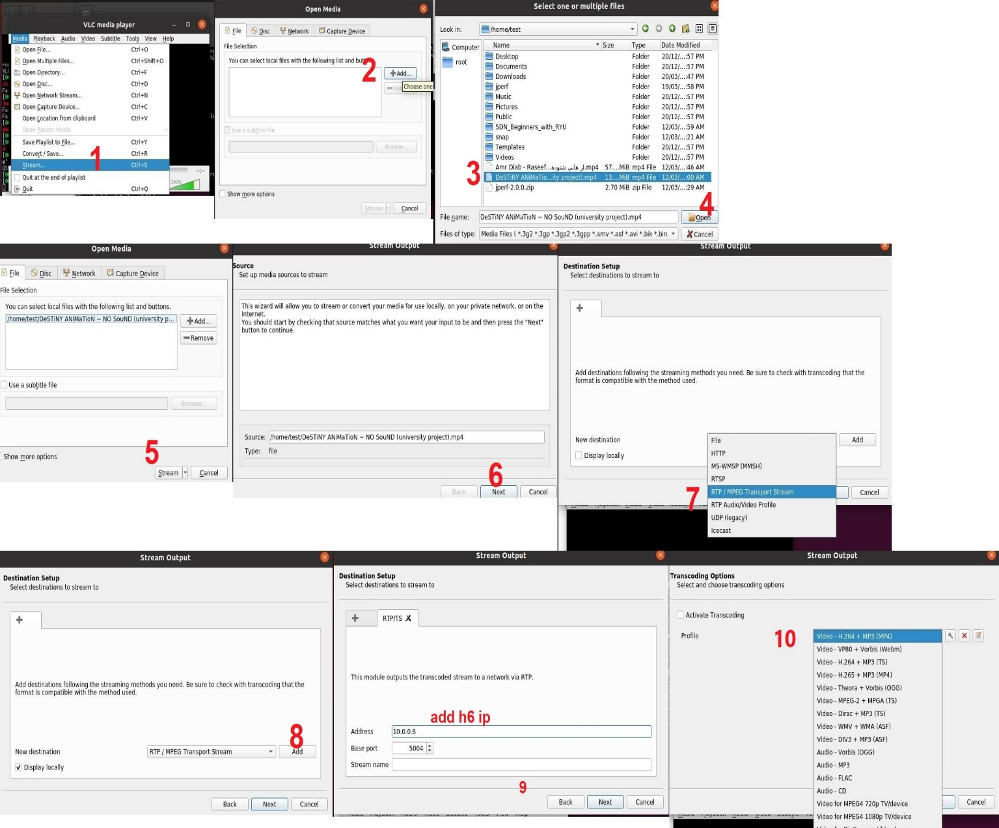 VLC media player
Media Playback Audio Video Subtitle Tools View Help
Open File... Ctrl+O
Open Multiple Files... Ctrl+Shift+O
Open Directory... Ctrl+F
Open Disc... Ctrl+D
Open Network Stream... Ctrl+N
Open Capture Device... Ctrl+C
Open Location from clipboard Ctrl+V
Open Recent Media
Save Playlist to File... Ctrl+Y
Convert / Save... Ctrl+R
1
Stream... Ctrl+S
Quit at the end of playlist
Quit Ctrl+Q
--:--
100%
Open Media
File Disc Network Capture Device
File Selection
You can select local files with the following list and
2
Add...
Choose one
Use a subtitle file
Browse...
Show more options
Stream Cancel
Select one or multiple files
Look in: /home/test
Computer
root
Name Size Type Date Modified
Desktop Folder 20/12/...:57 PM
Documents Folder 20/12/...:57 PM
Downloads Folder 20/03/...:47 PM
jperf Folder 19/03/...:58 PM
Music Folder 20/12/...:57 PM
Pictures Folder 20/12/...:57 PM
Public Folder 20/12/...:57 PM
SDN_Beginners_with_RYU Folder 12/03/...:59 AM
snap Folder 12/03/...:21 AM
Templates Folder 20/12/...:57 PM
Videos Folder 20/12/...:57 PM
Amr Diab - Raseef...ار هاني شنودة.mp4 57....MiB mp4 File 12/03/...:46 AM
3
DeSTiNY ANiMaTio...ity project).mp4 13....MiB mp4 File 12/03/...:00 AM
jperf-2.0.0.zip 2.70 MiB zip File 12/03/...:29 AM
4
File name: DeSTiNY ANiMaTioN ~ NO SouND (university project).mp4 Open
Files of type: Media Files ( *.3g2 *.3gp *.3gp2 *.3gpp *.amv *.asf *.avi *.bik *.bin Cancel
Open Media
File Disc Network Capture Device
File Selection
You can select local files with the following list and buttons.
/home/test/DeSTiNY ANiMaTioN ~ NO SouND (university p... Add...
Remove
Use a subtitle file
Browse...
5
Show more options
Stream Cancel
Stream Output
Source
Set up media sources to stream
This wizard will allow you to stream or convert your media for use locally, on your private network, or on the
Internet.
You should start by checking that source matches what you want your input to be and then press the "Next"
button to continue.
Source: /home/test/DeSTiNY ANiMaTioN ~ NO SouND (university project).mp4
Type: file
6
Back Next Cancel
Stream Output
Destination Setup
Select destinations to stream to
Add destinations following the streaming methods you need. Be sure to check with transcoding that the
format is compatible with the method used.
New destination File Add
HTTP
Display locally
MS-WMSP (MMSH)
RTSP
7
RTP / MPEG Transport Stream Cancel
RTP Audio/Video Profile
UDP (legacy)
Icecast
Stream Output
Destination Setup
Select destinations to stream to
Add destinations following the streaming methods you need. Be sure to check with transcoding that the
format is compatible with the method used.
8
New destination RTP / MPEG Transport Stream Add
Display locally
Back Next Cancel
Stream Output
Destination Setup
Select destinations to stream to
RTP/TS
This module outputs the transcoded stream to a network via RTP.
add h6 ip
Address 10.0.0.6
Base port 5004
Stream name
9
Back Next Cancel
Stream Output
Transcoding Options
Select and choose transcoding options
Activate Transcoding
Profile
10
Video - H.264 + MP3 (MP4)
Video - VP80 + Vorbis (Webm)
Video - H.264 + MP3 (TS)
Video - H.265 + MP3 (MP4)
Video - Theora + Vorbis (OGG)
Video - MPEG-2 + MPGA (TS)
Video - Dirac + MP3 (TS)
Video - WMV + WMA (ASF)
Video - DIV3 + MP3 (ASF)
Audio - Vorbis (OGG)
Audio - MP3
Audio - FLAC
Audio - CD
Video for MPEG4 720p TV/device
Cancel
Video for MPEG4 1080p TV/device